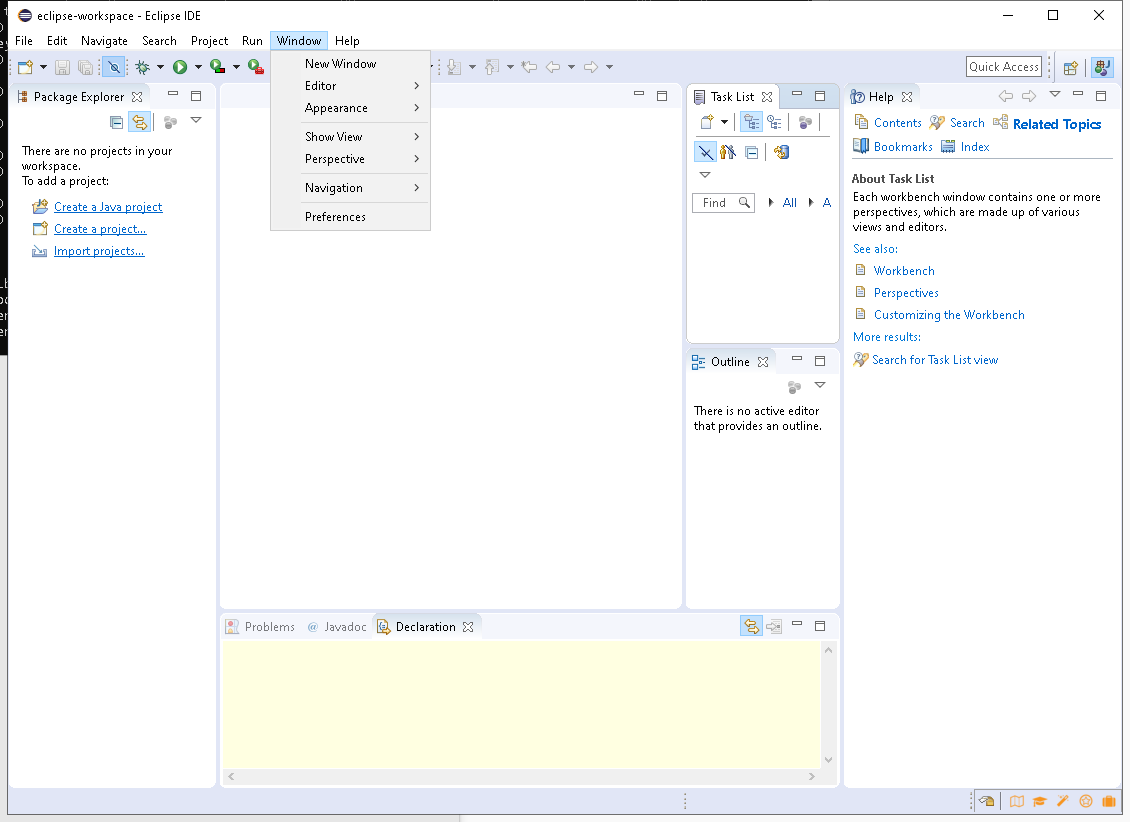 eclipse-workspace - Eclipse IDE
File Edit Navigate Search Project Run Window Help
Quick Access
New Window
Editor
Appearance
Show View
Perspective
Navigation
Preferences
Package Explorer
There are no projects in your
workspace.
To add a project:
Create a Java project
Create a project...
Import projects...
Task List
Find All A
Outline
There is no active editor
that provides an outline.
Help
Contents Search Related Topics
Bookmarks Index
About Task List
Each workbench window contains one or more
perspectives, which are made up of various
views and editors.
See also:
Workbench
Perspectives
Customizing the Workbench
More results:
Search for Task List view
Problems @ Javadoc Declaration